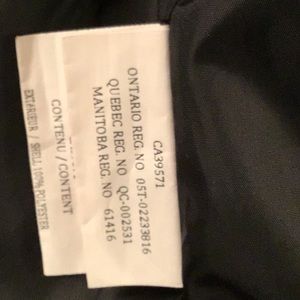 CA39571
ONTARIO REG. NO 05T-02233816
QUEBEC REG. NO QC-002531
MANITOBA REG. NO 61416
CONTENU / CONTENT
EXTÉRIEUR / SHELL:100% POLYESTER